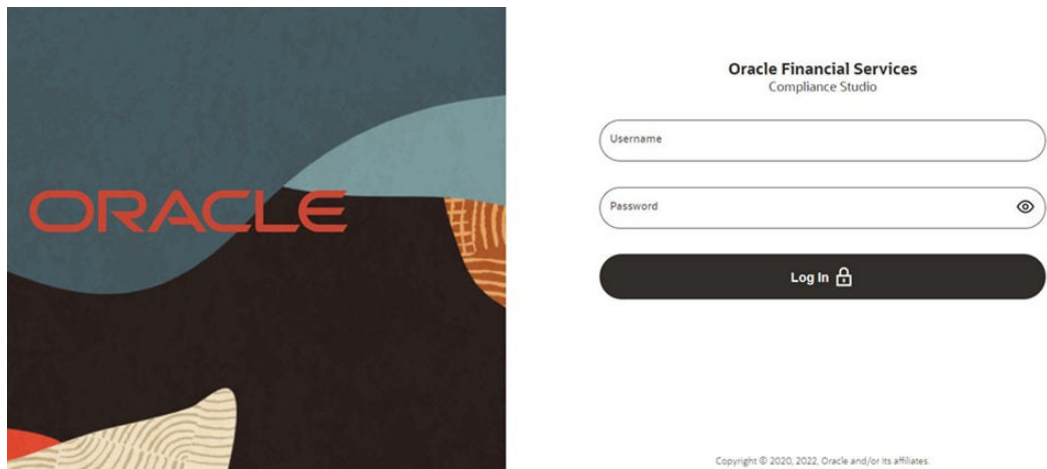 ORACLE
Oracle Financial Services
Compliance Studio
Username
Password
Log In
Copyright © 2020, 2022, Oracle and/or its affiliates.